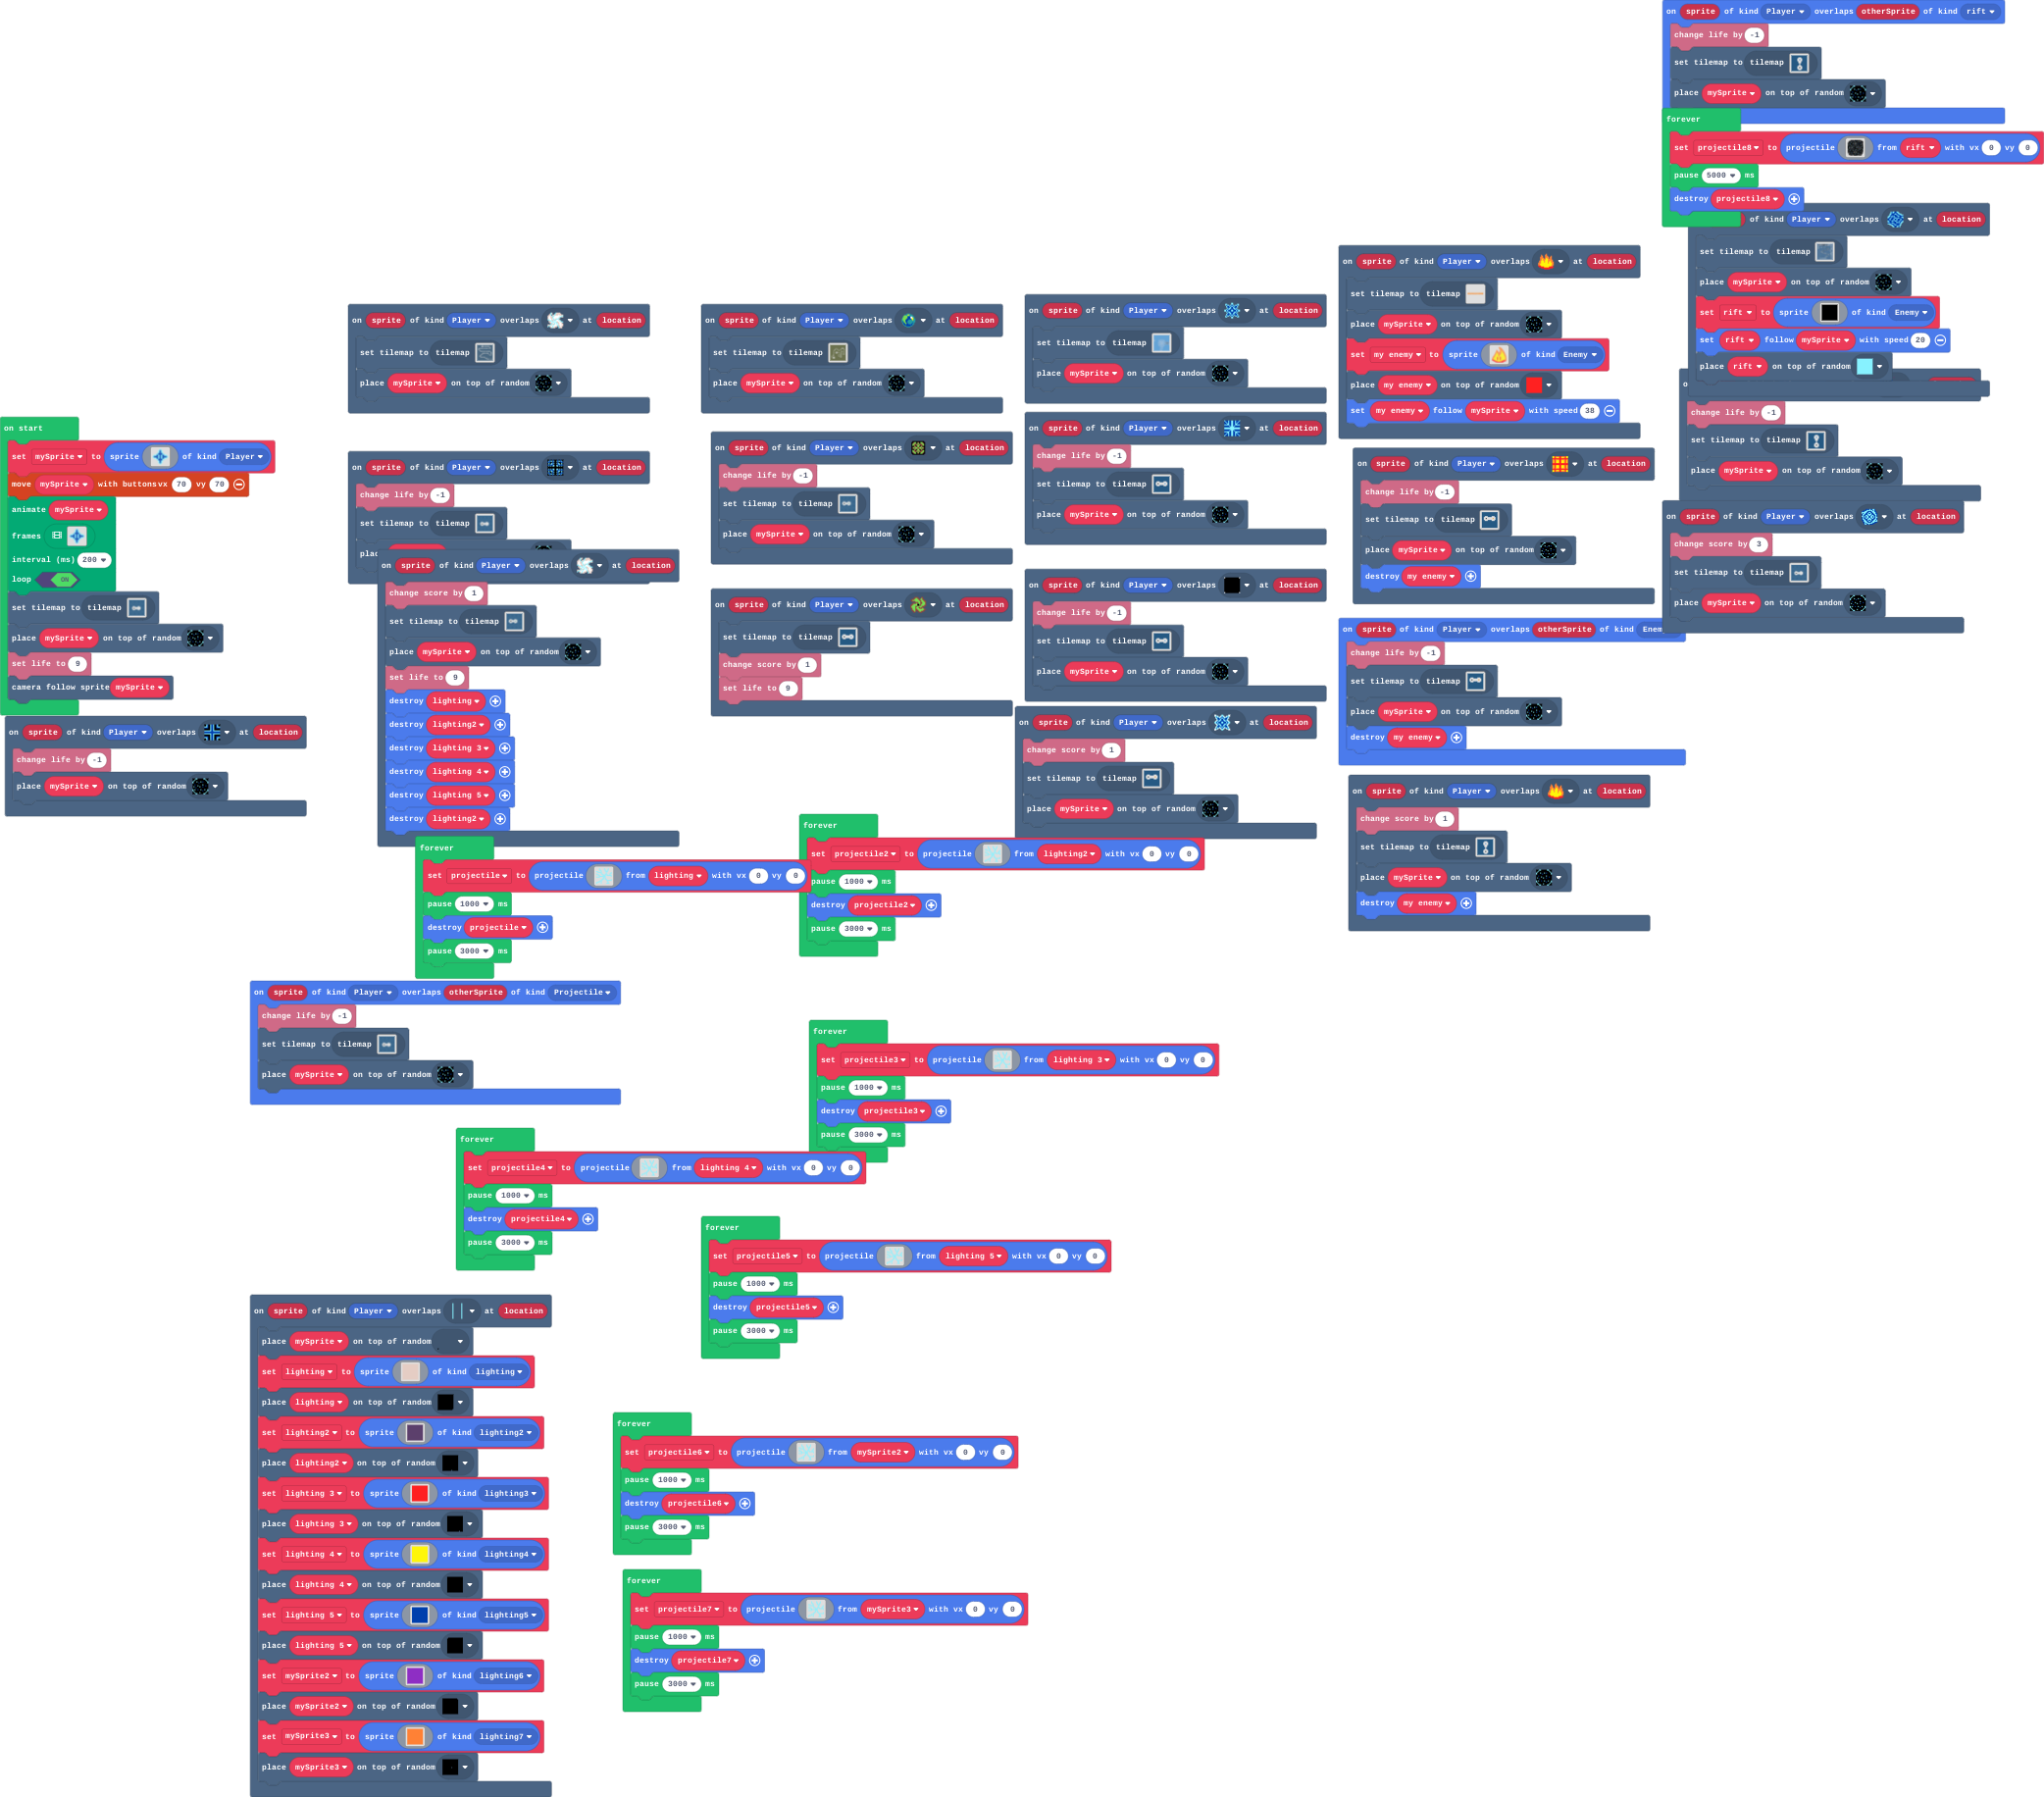 on start
set mySprite to sprite of kind Player
move mySprite with buttons vx 70 vy 70
animate mySprite
frames
interval (ms) 200
loop ON
set tilemap to tilemap
place mySprite on top of random
set life to 9
camera follow sprite mySprite
on sprite of kind Player overlaps at location
change life by -1
place mySprite on top of random
on sprite of kind Player overlaps at location
set tilemap to tilemap
place mySprite on top of random
on sprite of kind Player overlaps at location
change life by -1
set tilemap to tilemap
on sprite of kind Player overlaps at location
change score by 1
set tilemap to tilemap
place mySprite on top of random
set life to 9
destroy lighting
destroy lighting2
destroy lighting 3
destroy lighting 4
destroy lighting 5
destroy lighting2
forever
set projectile to projectile from lighting with vx 0 vy 0
pause 1000 ms
destroy projectile
pause 3000 ms
on sprite of kind Player overlaps otherSprite of kind Projectile
change life by -1
set tilemap to tilemap
place mySprite on top of random
forever
set projectile4 to projectile from lighting 4 with vx 0 vy 0
pause 1000 ms
destroy projectile4
pause 3000 ms
on sprite of kind Player overlaps at location
place mySprite on top of random
set lighting to sprite of kind lighting
place lighting on top of random
set lighting2 to sprite of kind lighting2
place lighting2 on top of random
set lighting 3 to sprite of kind lighting3
place lighting 3 on top of random
set lighting 4 to sprite of kind lighting4
place lighting 4 on top of random
set lighting 5 to sprite of kind lighting5
place lighting 5 on top of random
set mySprite2 to sprite of kind lighting6
place mySprite2 on top of random
set mySprite3 to sprite of kind lighting7
place mySprite3 on top of random
on sprite of kind Player overlaps at location
set tilemap to tilemap
place mySprite on top of random
on sprite of kind Player overlaps at location
change life by -1
set tilemap to tilemap
place mySprite on top of random
on sprite of kind Player overlaps at location
set tilemap to tilemap
change score by 1
set life to 9
forever
set projectile2 to projectile from lighting2 with vx 0 vy 0
pause 1000 ms
destroy projectile2
pause 3000 ms
forever
set projectile3 to projectile from lighting 3 with vx 0 vy 0
pause 1000 ms
destroy projectile3
pause 3000 ms
forever
set projectile5 to projectile from lighting 5 with vx 0 vy 0
pause 1000 ms
destroy projectile5
pause 3000 ms
forever
set projectile6 to projectile from mySprite2 with vx 0 vy 0
pause 1000 ms
destroy projectile6
pause 3000 ms
forever
set projectile7 to projectile from mySprite3 with vx 0 vy 0
pause 1000 ms
destroy projectile7
pause 3000 ms
on sprite of kind Player overlaps at location
set tilemap to tilemap
place mySprite on top of random
on sprite of kind Player overlaps at location
change life by -1
set tilemap to tilemap
place mySprite on top of random
on sprite of kind Player overlaps at location
change life by -1
set tilemap to tilemap
place mySprite on top of random
on sprite of kind Player overlaps at location
change score by 1
set tilemap to tilemap
place mySprite on top of random
on sprite of kind Player overlaps at location
set tilemap to tilemap
place mySprite on top of random
set my enemy to sprite of kind Enemy
place my enemy on top of random
set my enemy follow mySprite with speed 38
on sprite of kind Player overlaps at location
change life by -1
set tilemap to tilemap
place mySprite on top of random
destroy my enemy
on sprite of kind Player overlaps otherSprite of kind
change life by -1
set tilemap to tilemap
place mySprite on top of random
destroy my enemy
on sprite of kind Player overlaps at location
change score by 1
set tilemap to tilemap
place mySprite on top of random
destroy my enemy
on sprite of kind Player overlaps otherSprite of kind rift
change life by -1
set tilemap to tilemap
place mySprite on top of random
forever
set projectile8 to projectile from rift with vx 0 vy 0
pause 5000 ms
destroy projectile8
of kind Player overlaps at location
set tilemap to tilemap
place mySprite on top of random
set rift to sprite of kind Enemy
set rift follow mySprite with speed 20
place rift on top of random
change life by -1
set tilemap to tilemap
place mySprite on top of random
on sprite of kind Player overlaps at location
change score by 3
set tilemap to tilemap
place mySprite on top of random